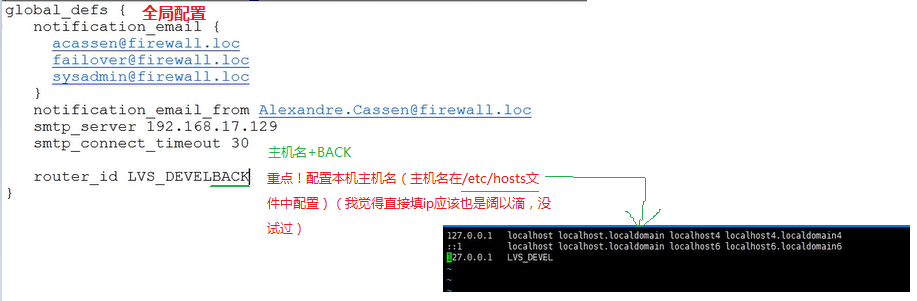 global_defs {
全局配置
notification_email {
acassen@firewall.loc
failover@firewall.loc
sysadmin@firewall.loc
}
notification_email_from Alexandre.Cassen@firewall.loc
smtp_server 192.168.17.129
smtp_connect_timeout 30
主机名+BACK
router_id LVS_DEVELBACK
重点！配置本机主机名（主机名在/etc/hosts文
件中配置）（我觉得直接填ip应该也是阔以滴，没
试过）
}
127.0.0.1 localhost localhost.localdomain localhost4 localhost4.localdomain4
::1 localhost localhost.localdomain localhost6 localhost6.localdomain6
127.0.0.1 LVS_DEVEL
~
~